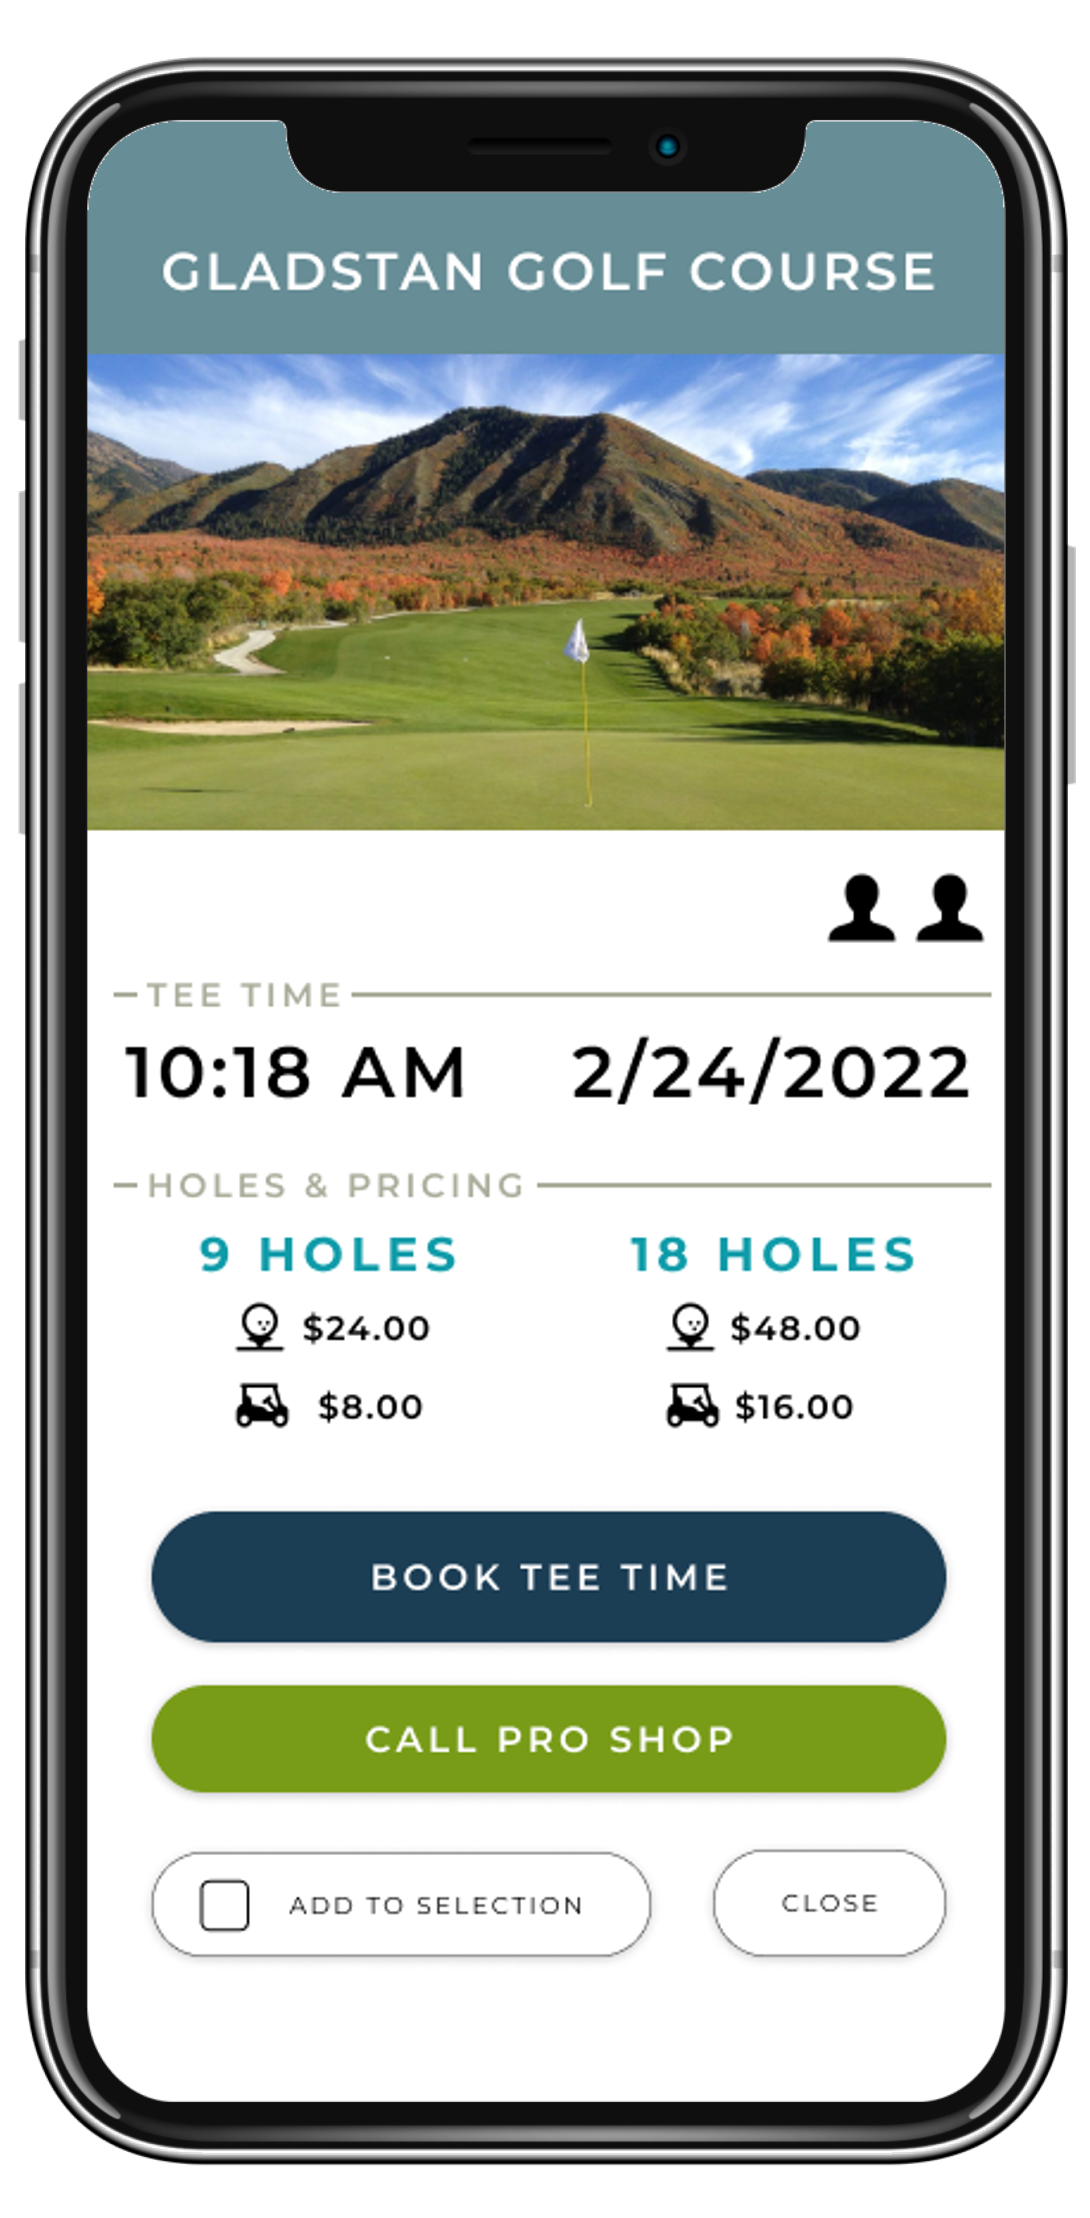 GLADSTAN GOLF COURSE
TEE TIME
10:18 AM 2/24/2022
HOLES & PRICING
9 HOLES 18 HOLES
$24.00 $48.00
$8.00 $16.00
BOOK TEE TIME
CALL PRO SHOP
ADD TO SELECTION CLOSE